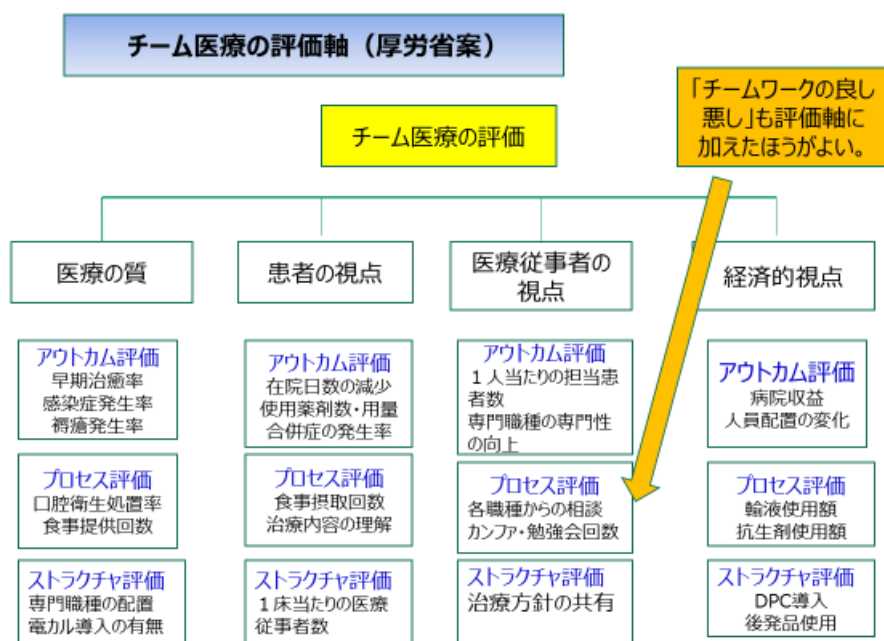 チーム医療の評価軸（厚労省案）
「チームワークの良し
悪し」も評価軸に
加えたほうがよい。
チーム医療の評価
医療の質
患者の視点
医療従事者の
視点
経済的視点
アウトカム評価
早期治癒率
感染症発生率
褥瘡発生率
アウトカム評価
在院日数の減少
使用薬剤数・用量
合併症の発生率
アウトカム評価
１人当たりの担当患
者数
専門職種の専門性
の向上
アウトカム評価
病院収益
人員配置の変化
プロセス評価
口腔衛生処置率
食事提供回数
プロセス評価
食事摂取回数
治療内容の理解
プロセス評価
各職種からの相談
カンファ・勉強会回数
プロセス評価
輸液使用額
抗生剤使用額
ストラクチャ評価
専門職種の配置
電カル導入の有無
ストラクチャ評価
１床当たりの医療
従事者数
ストラクチャ評価
治療方針の共有
ストラクチャ評価
DPC導入
後発品使用